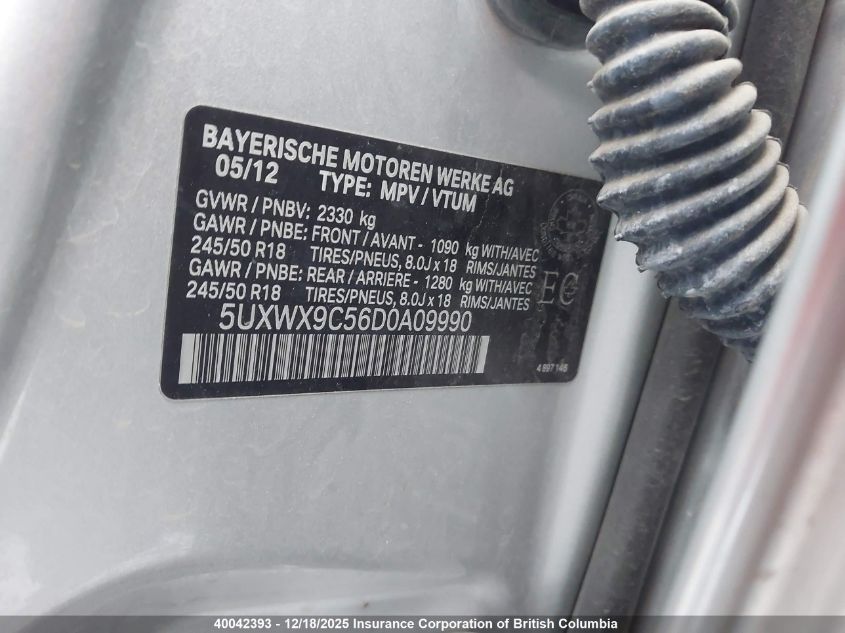 BAYERISCHE MOTOREN WERKE AG
05/12 TYPE: MPV / VTUM
GVWR / PNBV: 2330 kg
GAWR / PNBE: FRONT / AVANT - 1090 kg WITH/AVEC
245/50 R18 TIRES/PNEUS, 8.0J x 18 RIMS/JANTES
GAWR / PNBE: REAR / ARRIERE - 1280 kg WITH/AVEC
245/50 R18 TIRES/PNEUS, 8.0J x 18 RIMS/JANTES
EC
5UXWX9C56D0A09990
40042393 - 12/18/2025 Insurance Corporation of British Columbia